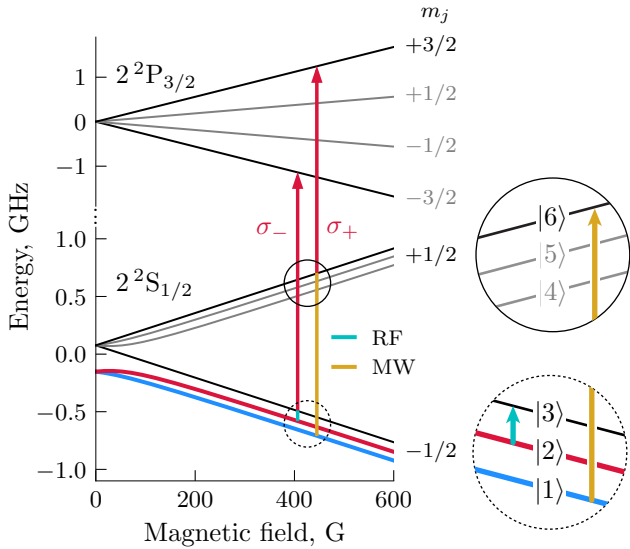 m_j
+3/2
2 ²P₃/₂
1
+1/2
0
−1/2
−1
−3/2
Energy, GHz
σ₋ σ₊
1.0
+1/2
2 ²S₁/₂
0.5
0.0
−0.5
−1/2
−1.0
RF
MW
0 200 400 600
Magnetic field, G
|6⟩
|5⟩
|4⟩
|3⟩
|2⟩
|1⟩